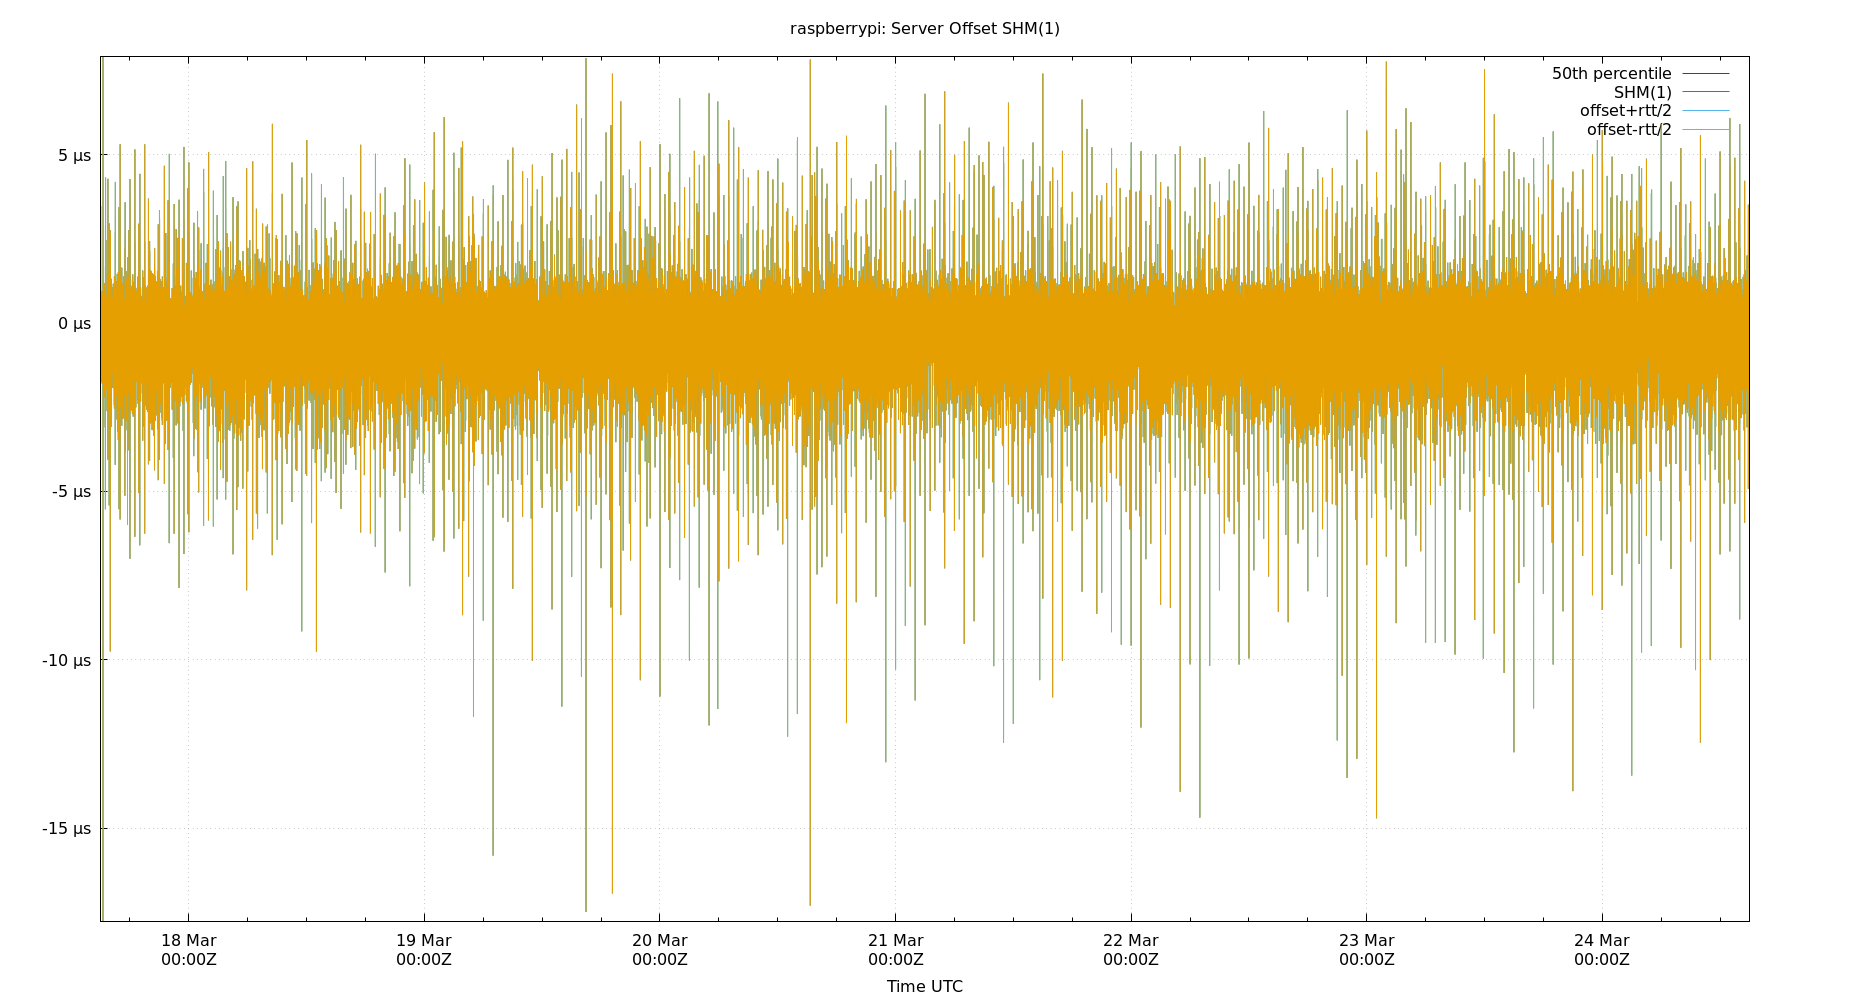 raspberrypi: Server Offset SHM(1)
50th percentile
SHM(1)
offset+rtt/2
offset-rtt/2
5 µs
0 µs
-5 µs
-10 µs
-15 µs
18 Mar 19 Mar 20 Mar 21 Mar 22 Mar 23 Mar 24 Mar
00:00Z 00:00Z 00:00Z 00:00Z 00:00Z 00:00Z 00:00Z
Time UTC